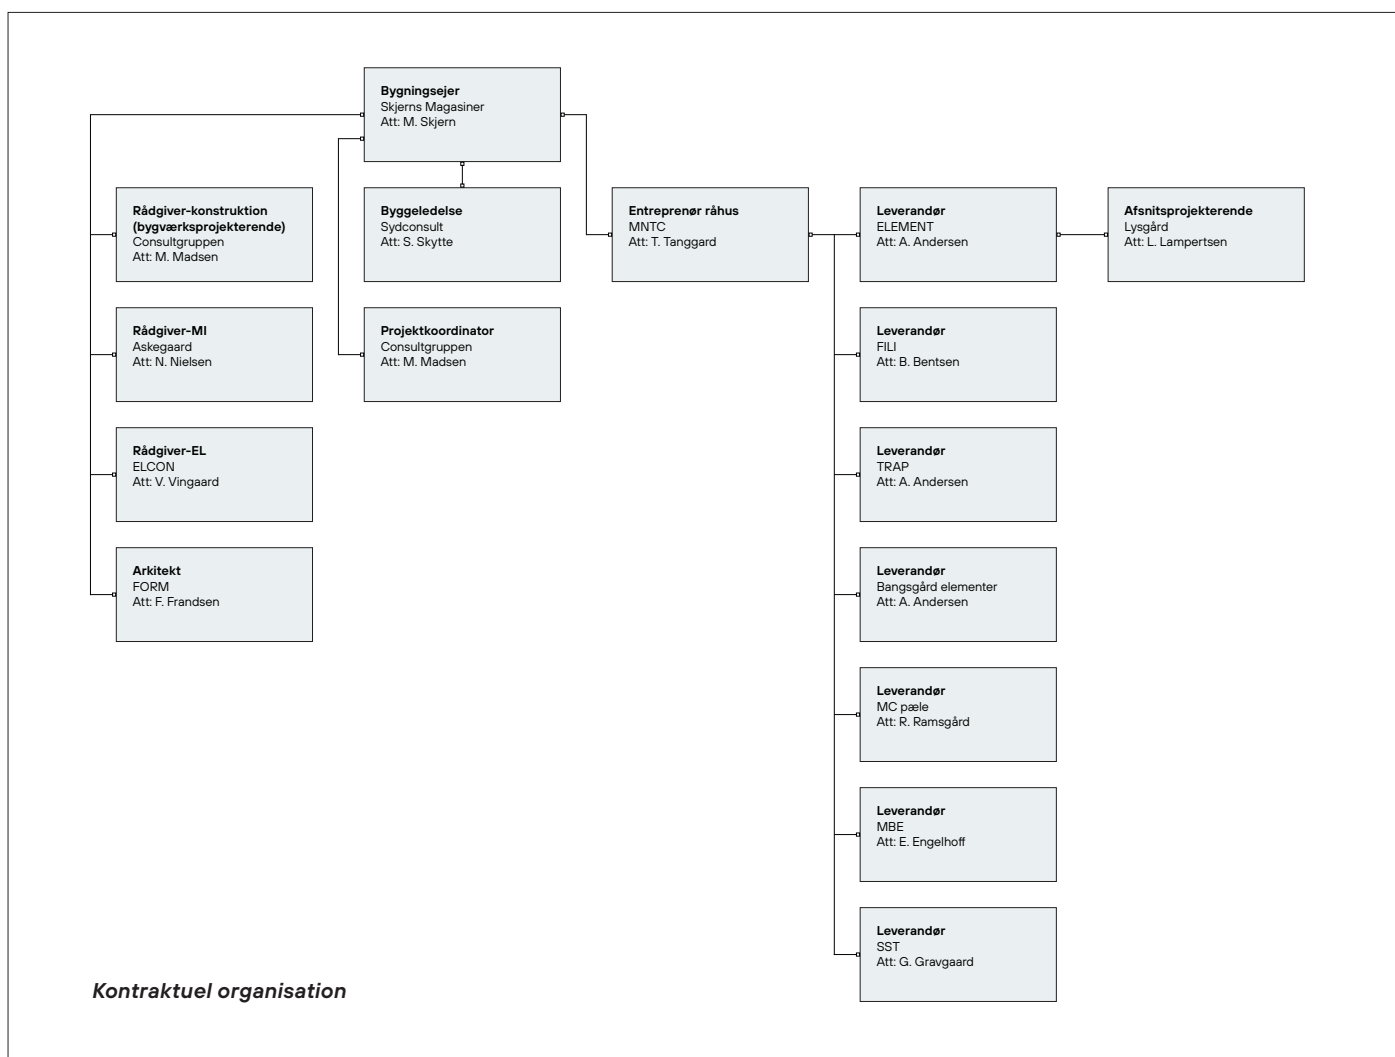 Bygningsejer
Skjerns Magasiner
Att: M. Skjern
Rådgiver-konstruktion
(bygværksprojekterende)
Consultgruppen
Att: M. Madsen
Byggeledelse
Sydconsult
Att: S. Skytte
Entreprenør råhus
MNTC
Att: T. Tanggard
Leverandør
ELEMENT
Att: A. Andersen
Afsnitsprojekterende
Lysgård
Att: L. Lampertsen
Rådgiver-MI
Askegaard
Att: N. Nielsen
Projektkoordinator
Consultgruppen
Att: M. Madsen
Leverandør
FILI
Att: B. Bentsen
Rådgiver-EL
ELCON
Att: V. Vingaard
Leverandør
TRAP
Att: A. Andersen
Arkitekt
FORM
Att: F. Frandsen
Leverandør
Bangsgård elementer
Att: A. Andersen
Leverandør
MC pæle
Att: R. Ramsgård
Leverandør
MBE
Att: E. Engelhoff
Leverandør
SST
Att: G. Gravgaard
Kontraktuel organisation